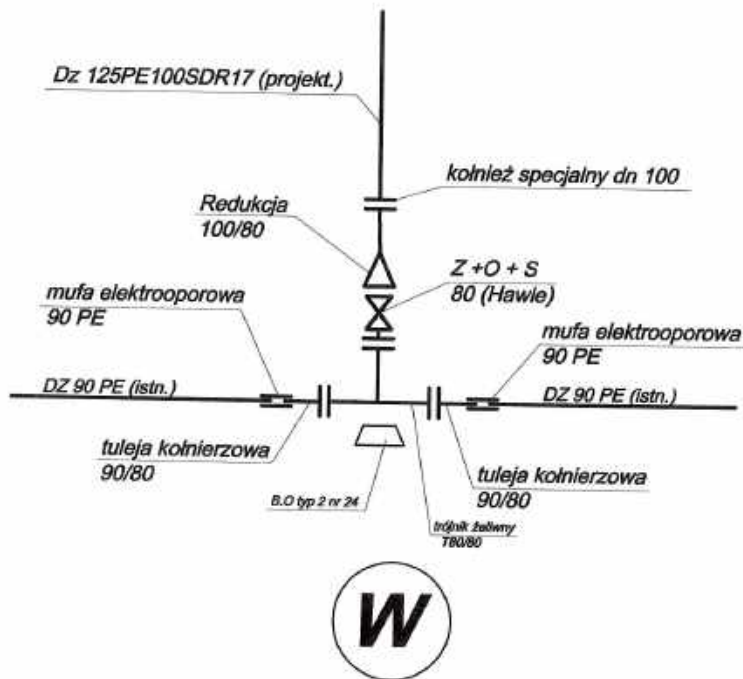 Dz 125PE100SDR17 (projekt.)
kołnież specjalny dn 100
Redukcja
100/80
Z +O + S
80 (Hawle)
mufa elektrooporowa
90 PE
mufa elektrooporowa
90 PE
DZ 90 PE (istn.)
DZ 90 PE (istn.)
tuleja kołnierzowa
90/80
tuleja kołnierzowa
90/80
B.O typ 2 nr 24
trójnik żeliwny
T80/80
W